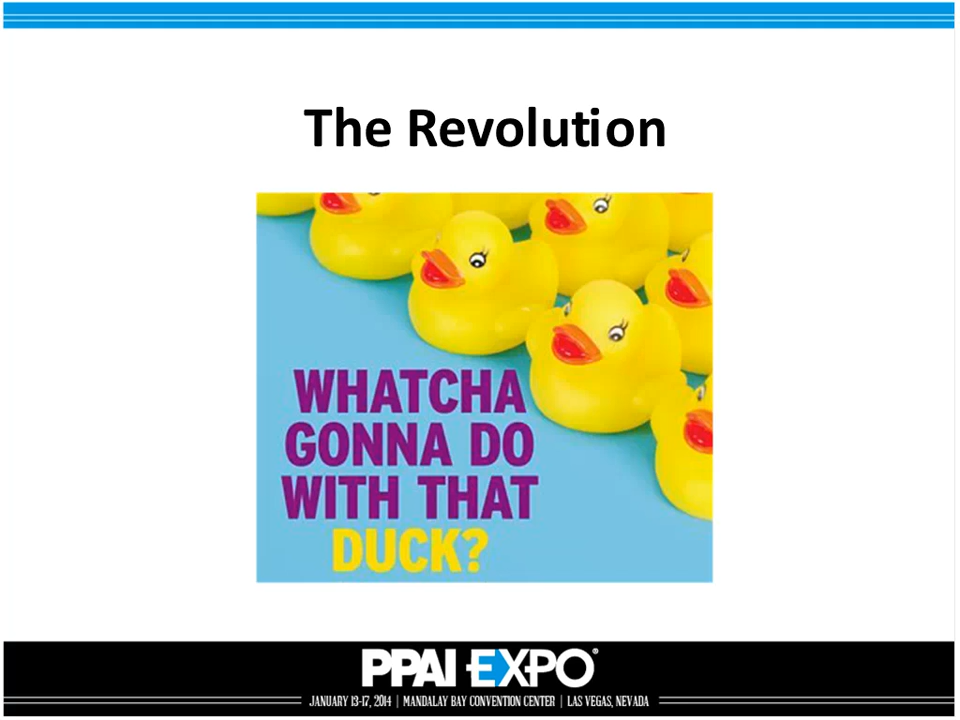 The Revolution
WHATCHA
GONNA DO
WITH THAT
DUCK?
PPAI EXPO®
JANUARY 13-17, 2014 | MANDALAY BAY CONVENTION CENTER | LAS VEGAS, NEVADA